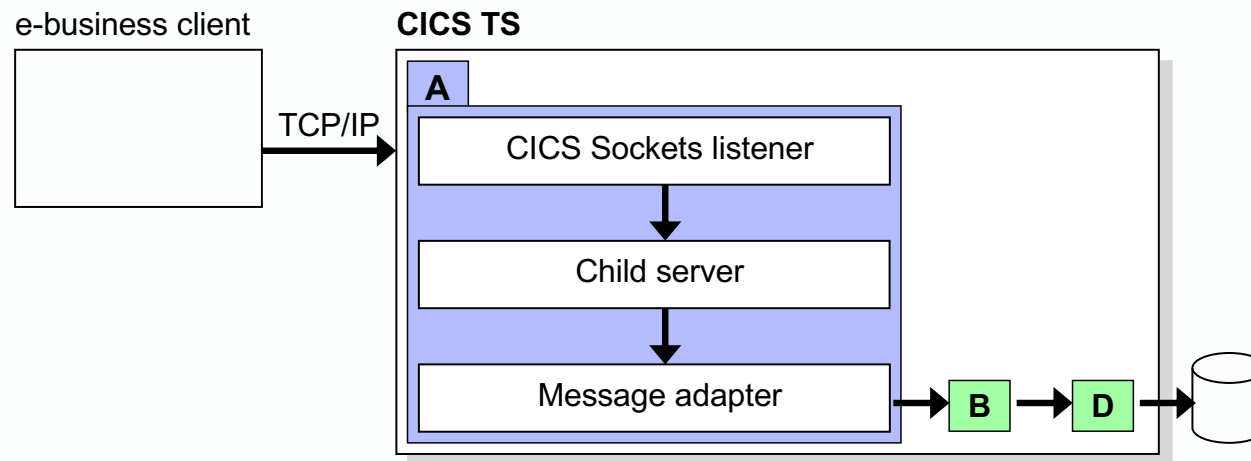 e-business client
CICS TS
A
TCP/IP
CICS Sockets listener
Child server
Message adapter
B
D